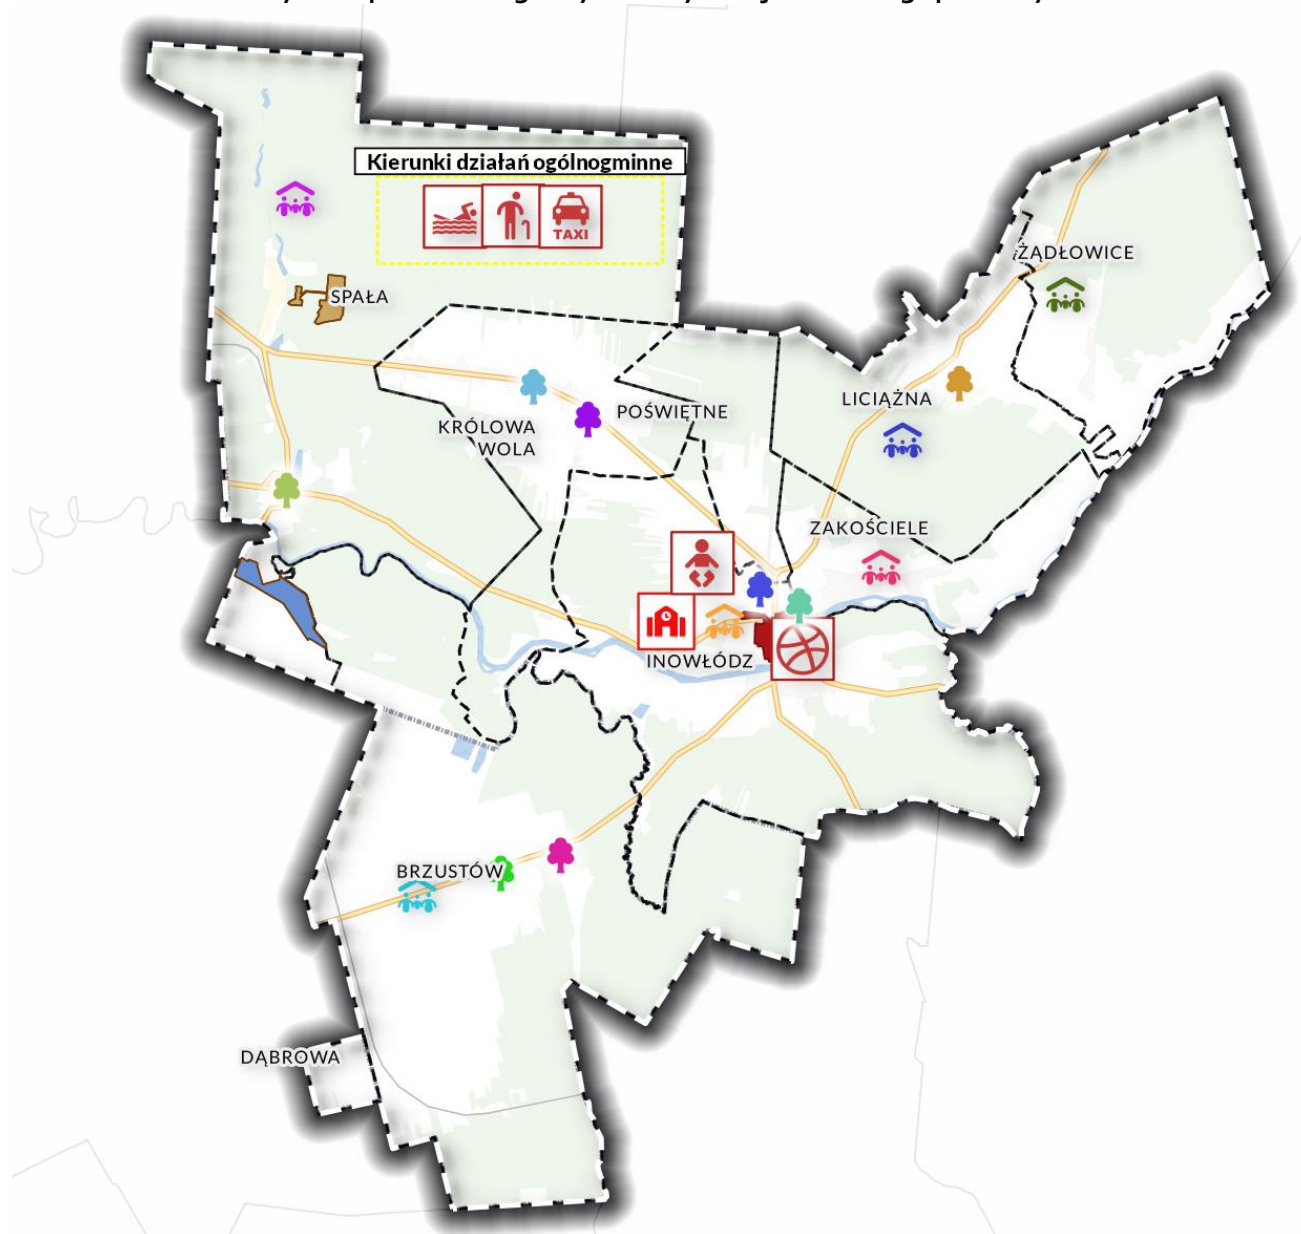 Kierunki działań ogólnogminne
TAXI
ŻĄDŁOWICE
SPAŁA
LICIĄŻNA
POŚWIĘTNE
KRÓLOWA
WOLA
ZAKOŚCIELE
INOWŁÓDZ
BRZUSTÓW
DĄBROWA